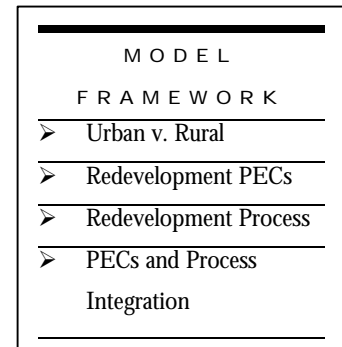 MODEL
FRAMEWORK
➢ Urban v. Rural
➢ Redevelopment PECs
➢ Redevelopment Process
➢ PECs and Process
Integration